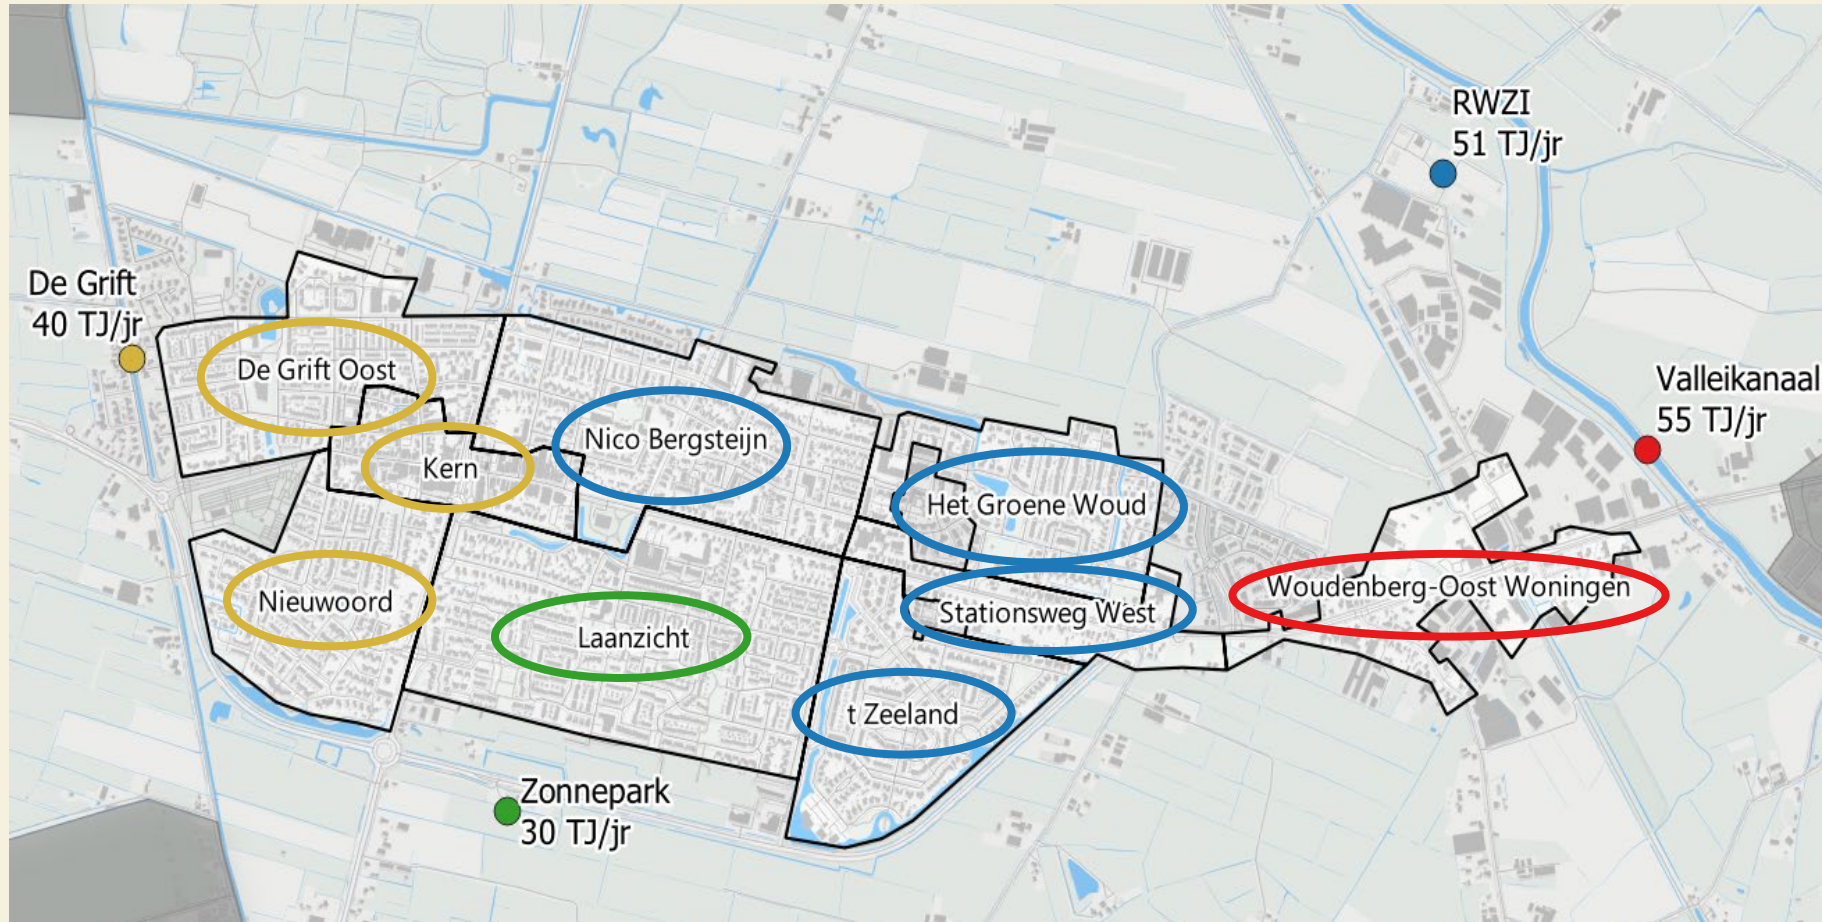 RWZI
51 TJ/jr
De Grift
40 TJ/jr
De Grift Oost
Valleikanaal
55 TJ/jr
Nico Bergsteijn
Kern
Het Groene Woud
Woudenberg-Oost Woningen
Nieuwoord
Stationsweg West
Laanzicht
t Zeeland
Zonnepark
30 TJ/jr